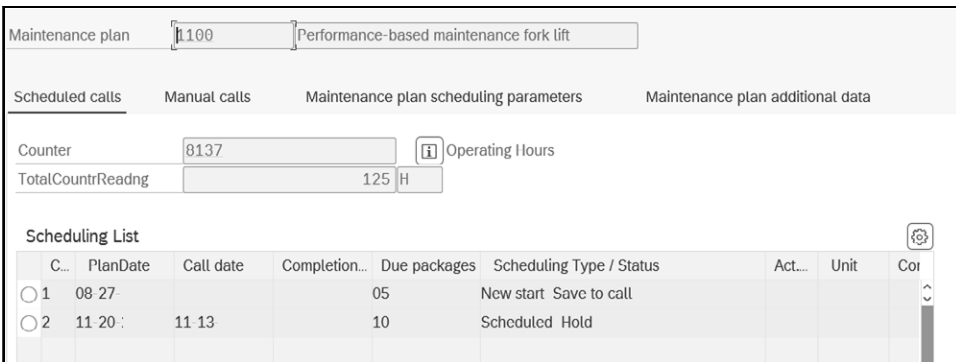 Maintenance plan 1100 Performance-based maintenance fork lift
Scheduled calls Manual calls Maintenance plan scheduling parameters Maintenance plan additional data
Counter 8137 Operating Hours
TotalCountrReadng 125 H
Scheduling List
C... PlanDate Call date Completion... Due packages Scheduling Type / Status Act.... Unit Cor
1 08-27- 05 New start Save to call
2 11-20- 11-13- 10 Scheduled Hold